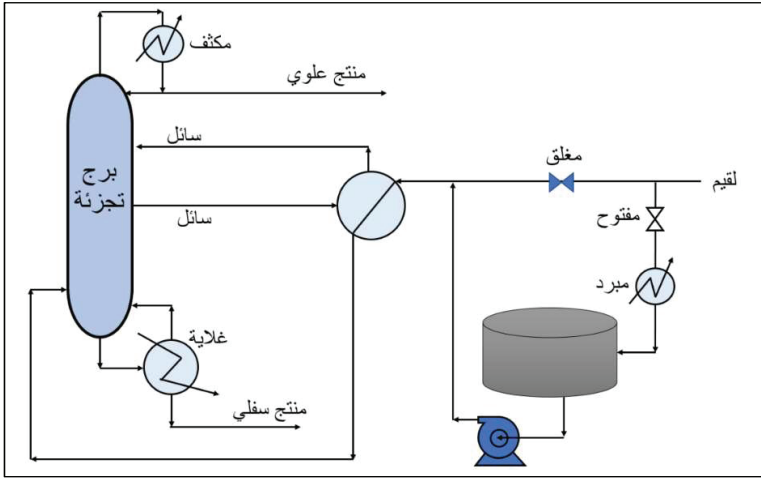 مكثف
منتج علوي
سائل
مغلق
لقيم
برج
تجزئة
سائل
مفتوح
مبرد
غلاية
منتج سفلي